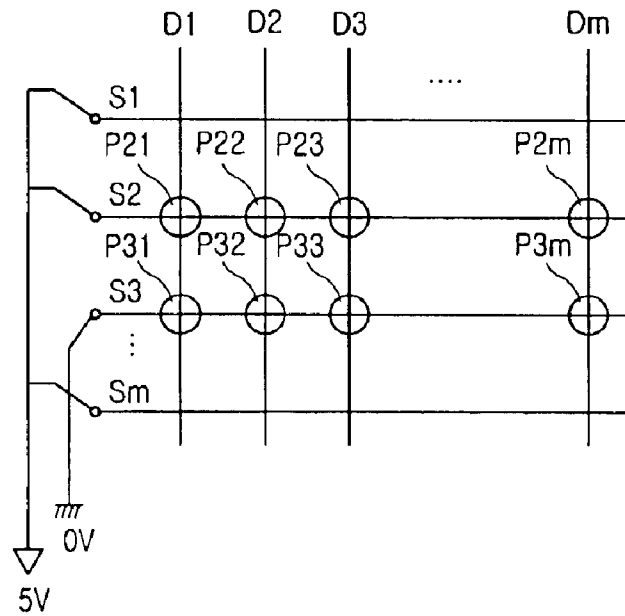 D1 D2 D3 Dm
....
S1
P21 P22 P23 P2m
S2
P31 P32 P33 P3m
S3
...
Sm
0V
5V